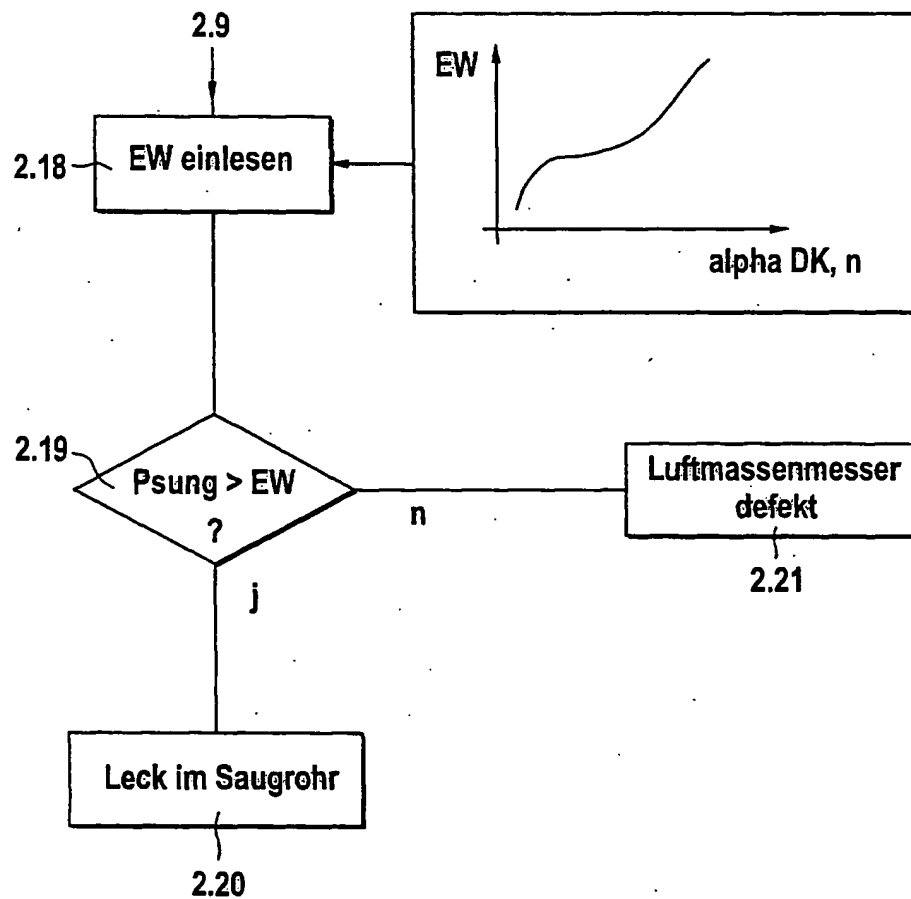 2.9
EW
2.18
EW einlesen
alpha DK, n
2.19
Psung > EW
?
n
j
Luftmassenmesser
defekt
2.21
Leck im Saugrohr
2.20